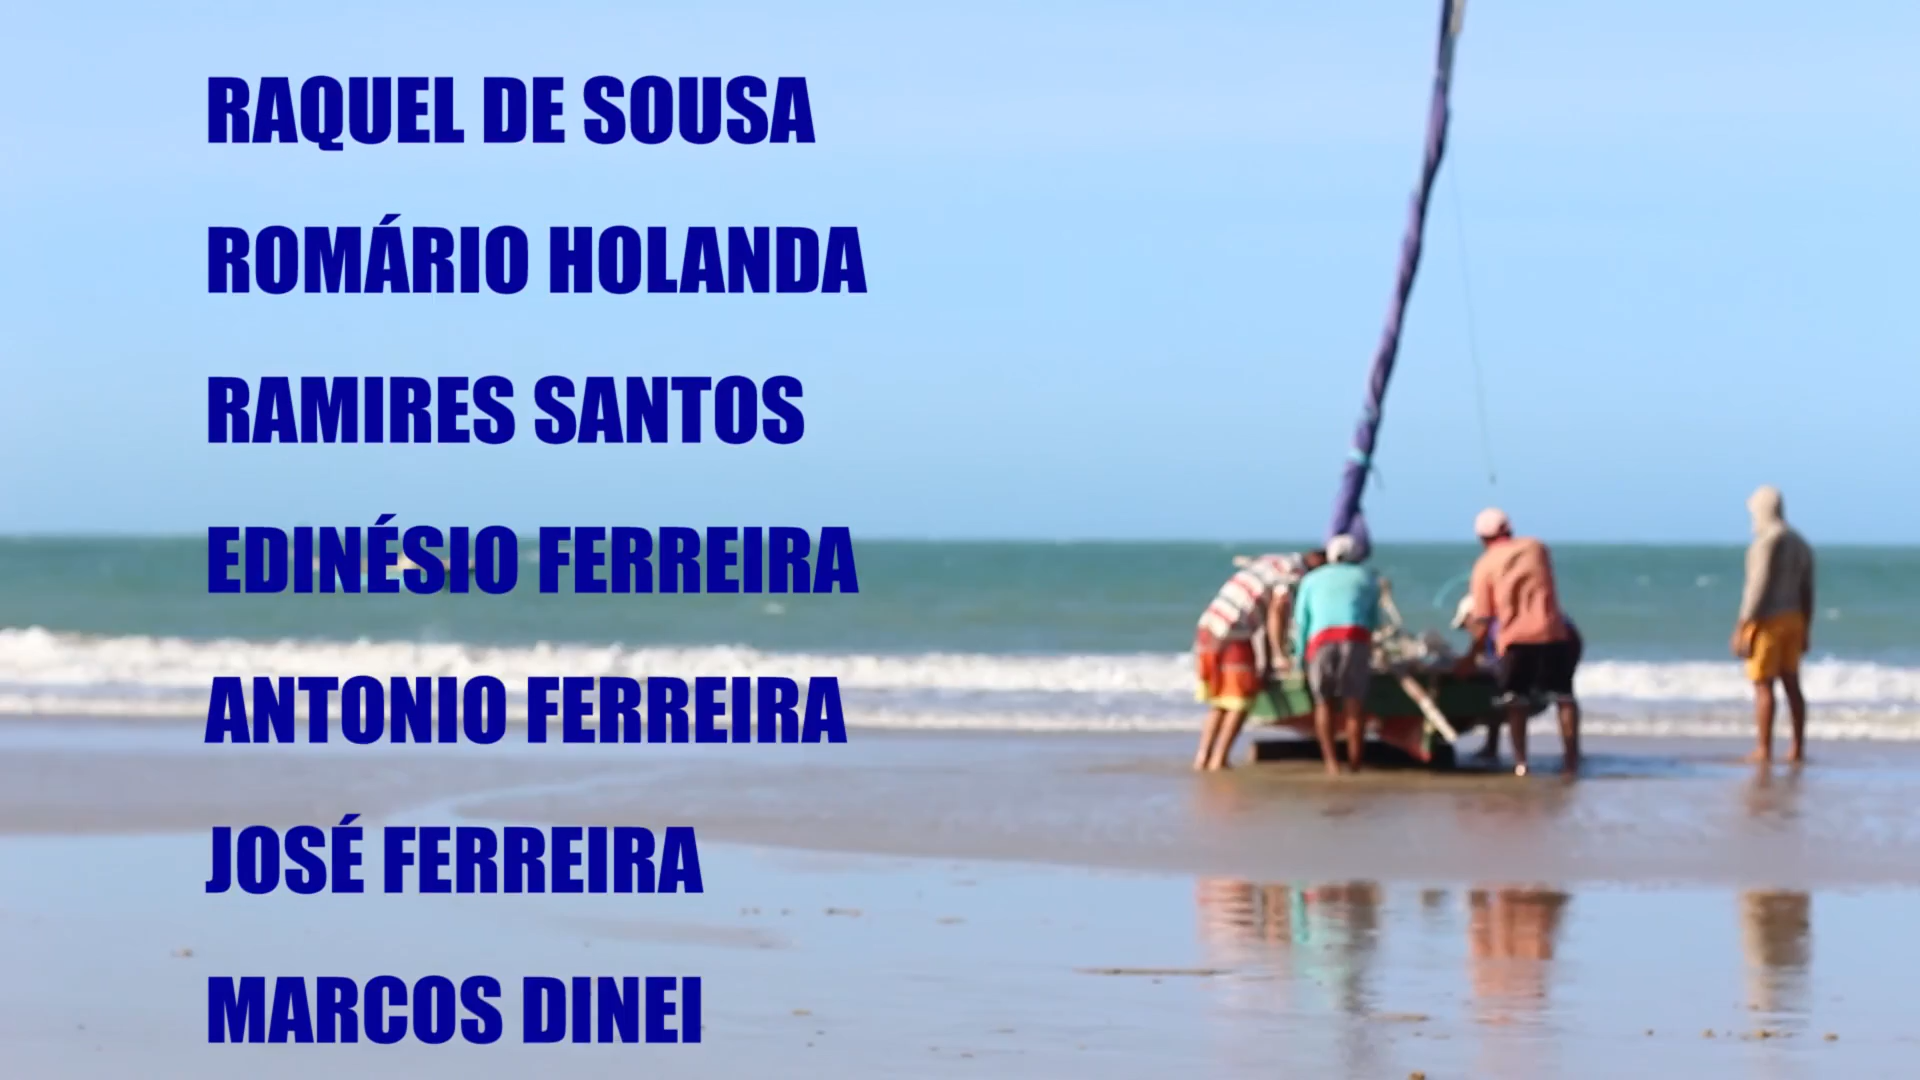 RAQUEL DE SOUSA
ROMÁRIO HOLANDA
RAMIRES SANTOS
EDINÉSIO FERREIRA
ANTONIO FERREIRA
JOSÉ FERREIRA
MARCOS DINEI